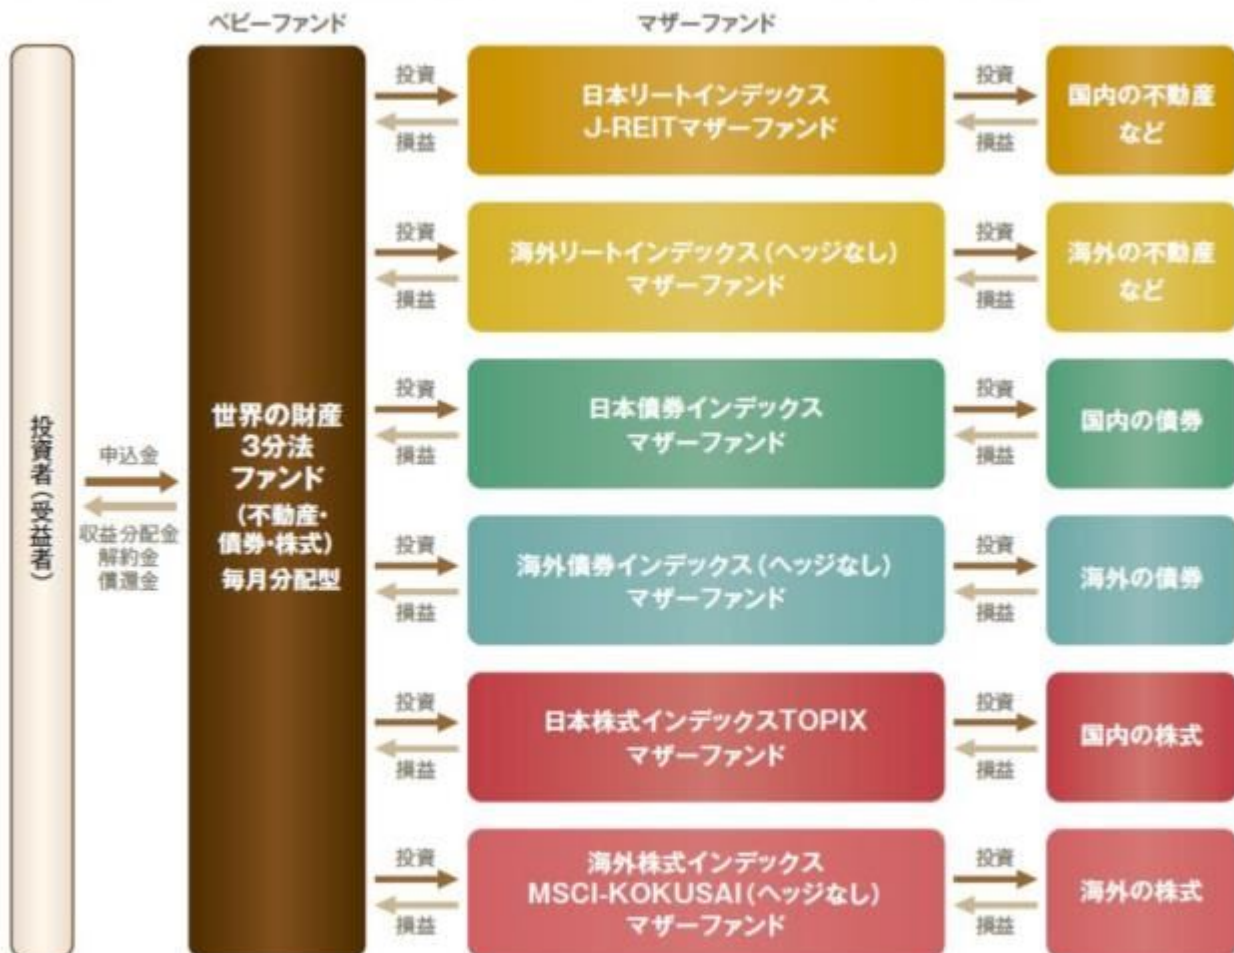 ベビーファンド
マザーファンド
投資者(受益者)
申込金
収益分配金
解約金
償還金
世界の財産
3分法
ファンド
(不動産・
債券・株式)
毎月分配型
投資
損益
日本リートインデックス
J-REITマザーファンド
投資
損益
国内の不動産
など
投資
損益
海外リートインデックス(ヘッジなし)
マザーファンド
投資
損益
海外の不動産
など
投資
損益
日本債券インデックス
マザーファンド
投資
損益
国内の債券
投資
損益
海外債券インデックス(ヘッジなし)
マザーファンド
投資
損益
海外の債券
投資
損益
日本株式インデックスTOPIX
マザーファンド
投資
損益
国内の株式
投資
損益
海外株式インデックス
MSCI-KOKUSAI(ヘッジなし)
マザーファンド
投資
損益
海外の株式